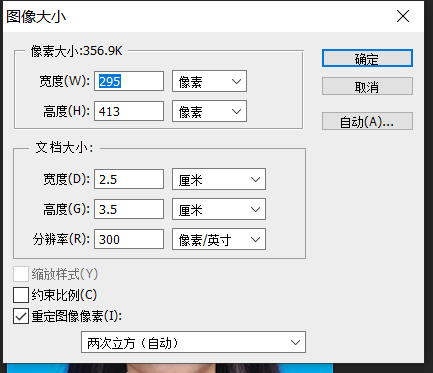 图像大小
像素大小:356.9K
确定
宽度(W): 295 像素
取消
高度(H): 413 像素
自动(A)...
文档大小:
宽度(D): 2.5 厘米
高度(G): 3.5 厘米
分辨率(R): 300 像素/英寸
缩放样式(Y)
约束比例(C)
重定图像像素(I):
两次立方（自动）